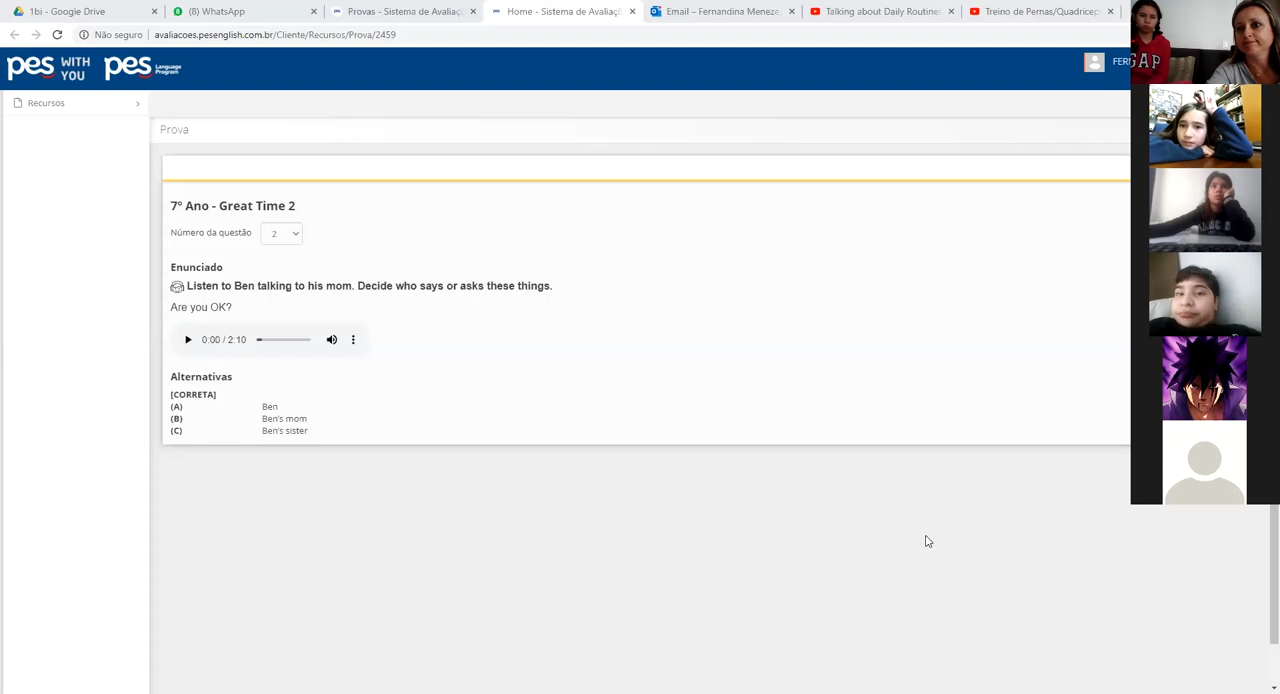 1bi - Google Drive
(8) WhatsApp
Provas - Sistema de Avaliaç
Home - Sistema de Avaliaçõ
Email – Fernandina Meneze
Talking about Daily Routine
Treino de Pernas/Quadricep
Não seguro
avaliacoes.pesenglish.com.br/Cliente/Recursos/Prova/2459
pes WITH YOU
pes Language Program
FER
GAP
Recursos
Prova
7º Ano - Great Time 2
Número da questão 2
Enunciado
Listen to Ben talking to his mom. Decide who says or asks these things.
Are you OK?
0:00 / 2:10
Alternativas
[CORRETA]
(A) Ben
(B) Ben's mom
(C) Ben's sister